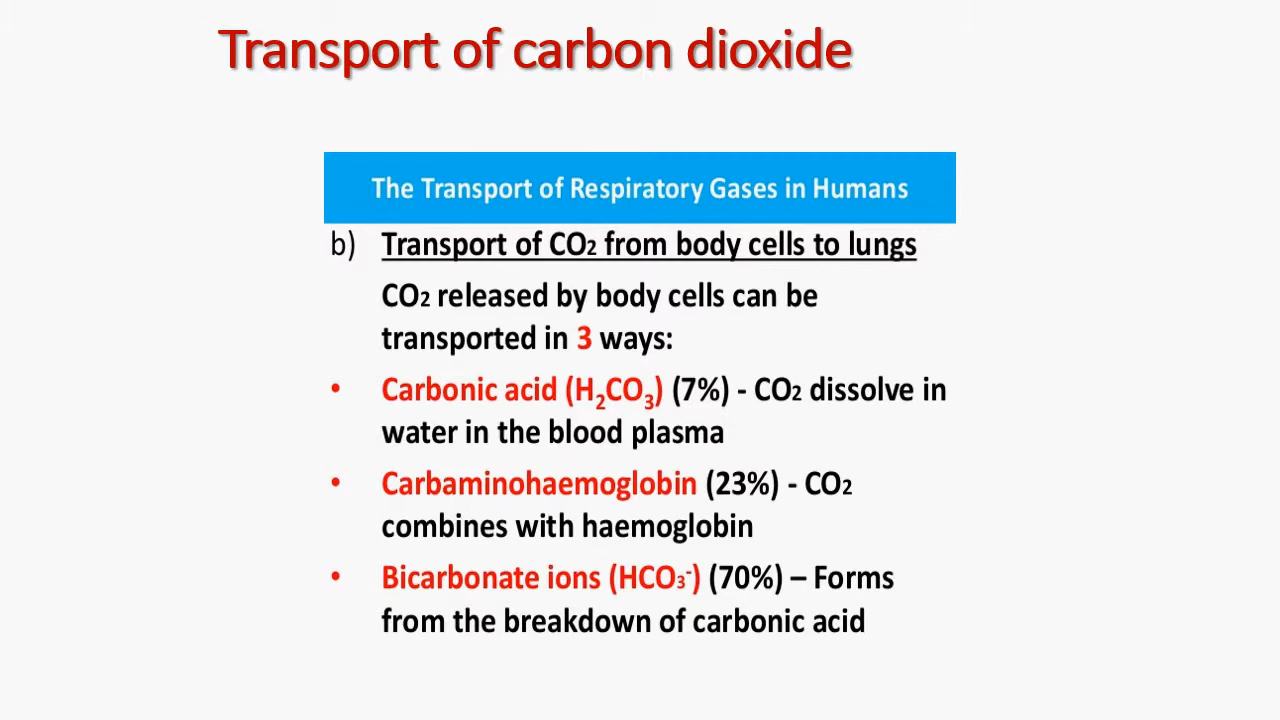 Transport of carbon dioxide
The Transport of Respiratory Gases in Humans
b) Transport of CO2 from body cells to lungs
CO2 released by body cells can be
transported in 3 ways:
• Carbonic acid (H₂CO₃) (7%) - CO2 dissolve in
water in the blood plasma
• Carbaminohaemoglobin (23%) - CO2
combines with haemoglobin
• Bicarbonate ions (HCO3⁻) (70%) – Forms
from the breakdown of carbonic acid